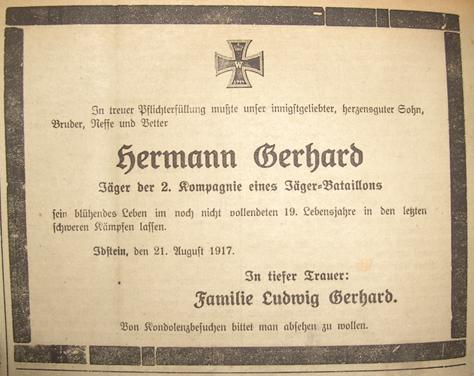 In treuer Pflichterfüllung mußte unser innigstgeliebter, herzensguter Sohn,
Bruder, Neffe und Vetter
Hermann Gerhard
Jäger der 2. Kompagnie eines Jäger-Bataillons
sein blühendes Leben im noch nicht vollendeten 19. Lebensjahre in den letzten
schweren Kämpfen lassen.
Idstein, den 21. August 1917.
In tiefer Trauer:
Familie Ludwig Gerhard.
Von Kondolenzbesuchen bittet man absehen zu wollen.